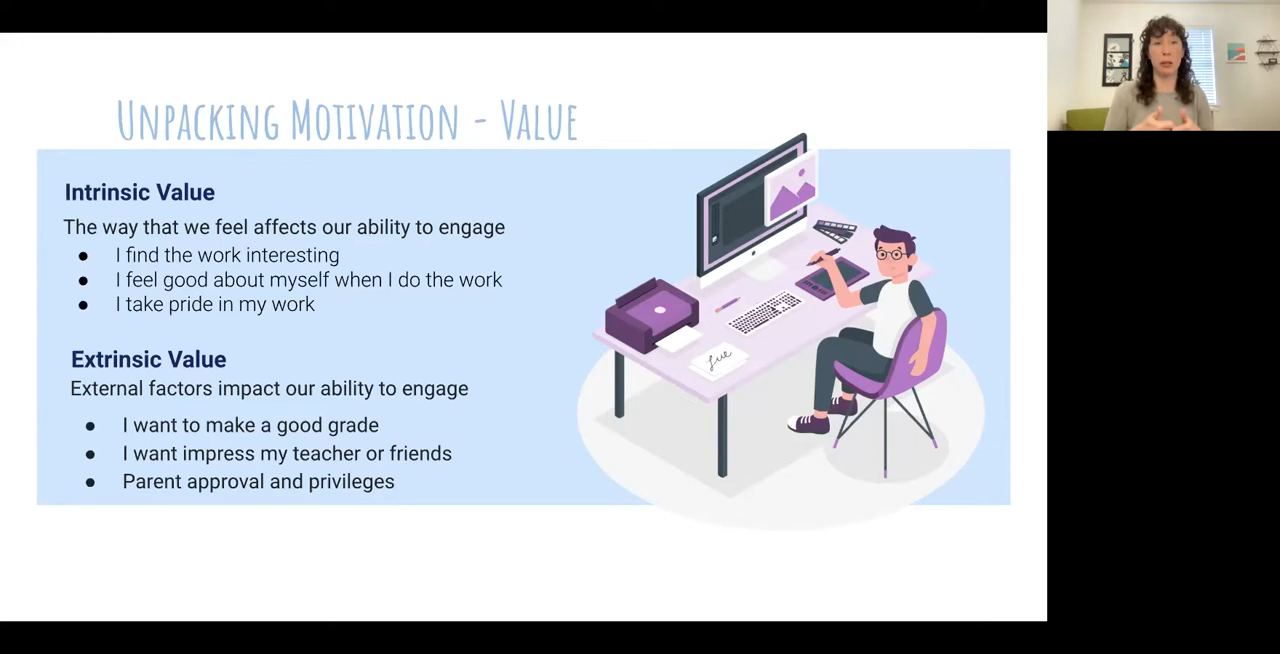 Unpacking Motivation - Value
Intrinsic Value
The way that we feel affects our ability to engage
● I find the work interesting
● I feel good about myself when I do the work
● I take pride in my work
Extrinsic Value
External factors impact our ability to engage
● I want to make a good grade
● I want impress my teacher or friends
● Parent approval and privileges